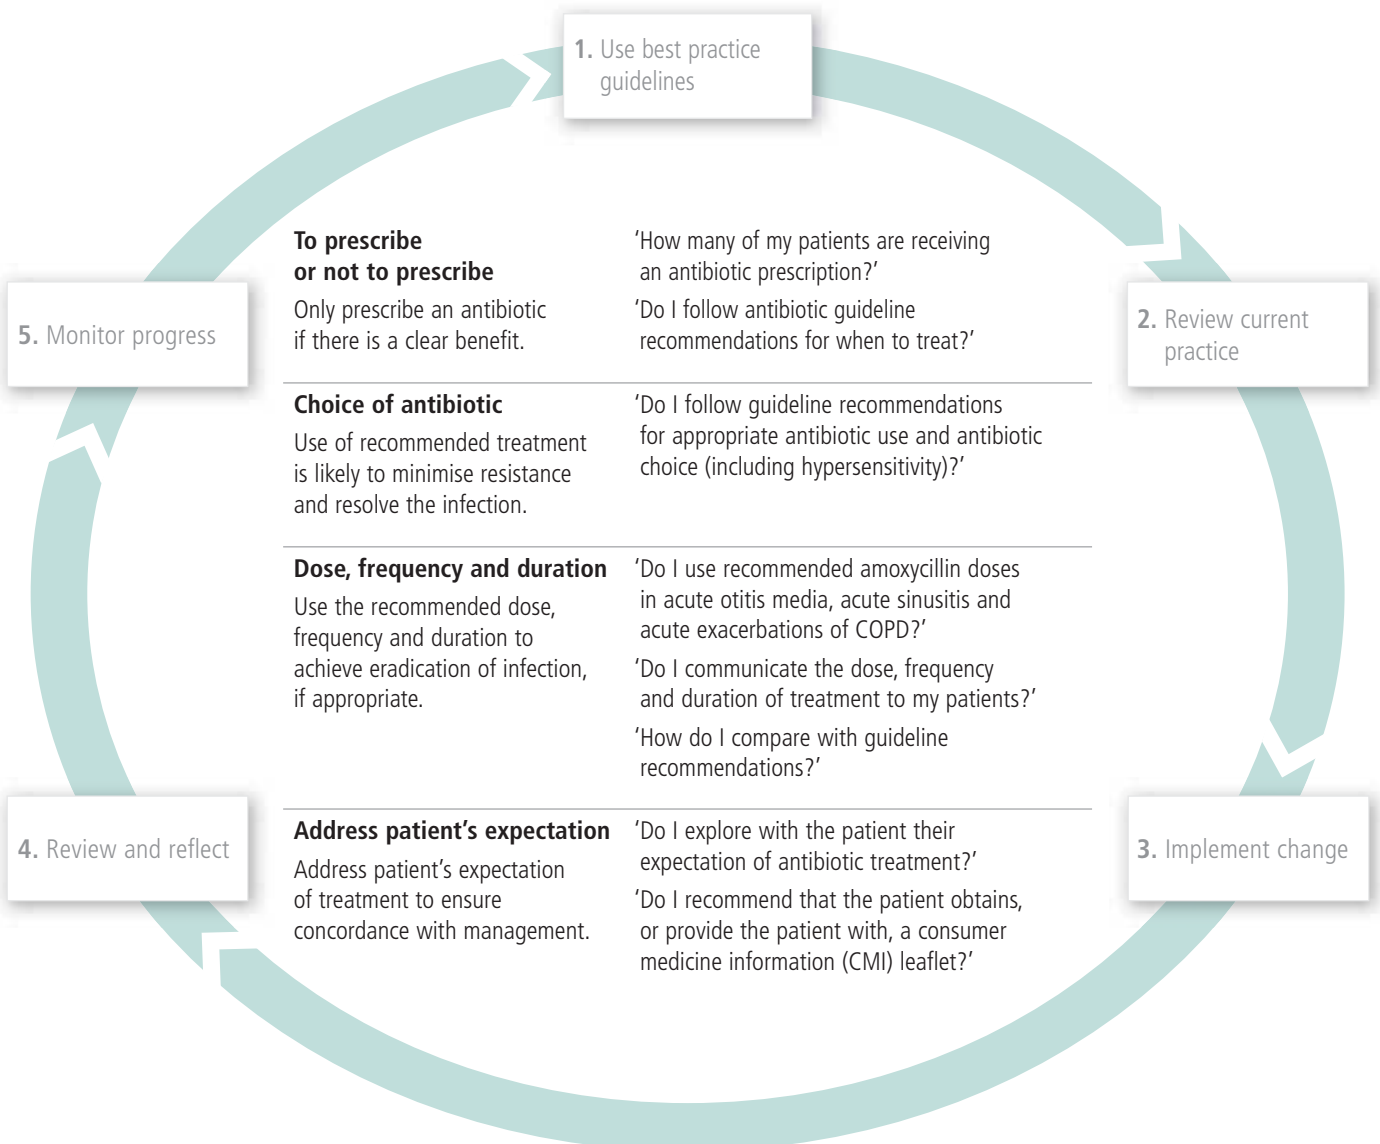 1. Use best practice
guidelines
2. Review current
practice
3. Implement change
4. Review and reflect
5. Monitor progress
To prescribe
or not to prescribe
Only prescribe an antibiotic
if there is a clear benefit.
‘How many of my patients are receiving
an antibiotic prescription?’
‘Do I follow antibiotic guideline
recommendations for when to treat?’
Choice of antibiotic
Use of recommended treatment
is likely to minimise resistance
and resolve the infection.
‘Do I follow guideline recommendations
for appropriate antibiotic use and antibiotic
choice (including hypersensitivity)?’
Dose, frequency and duration
Use the recommended dose,
frequency and duration to
achieve eradication of infection,
if appropriate.
‘Do I use recommended amoxycillin doses
in acute otitis media, acute sinusitis and
acute exacerbations of COPD?’
‘Do I communicate the dose, frequency
and duration of treatment to my patients?’
‘How do I compare with guideline
recommendations?’
Address patient’s expectation
Address patient’s expectation
of treatment to ensure
concordance with management.
‘Do I explore with the patient their
expectation of antibiotic treatment?’
‘Do I recommend that the patient obtains,
or provide the patient with, a consumer
medicine information (CMI) leaflet?’